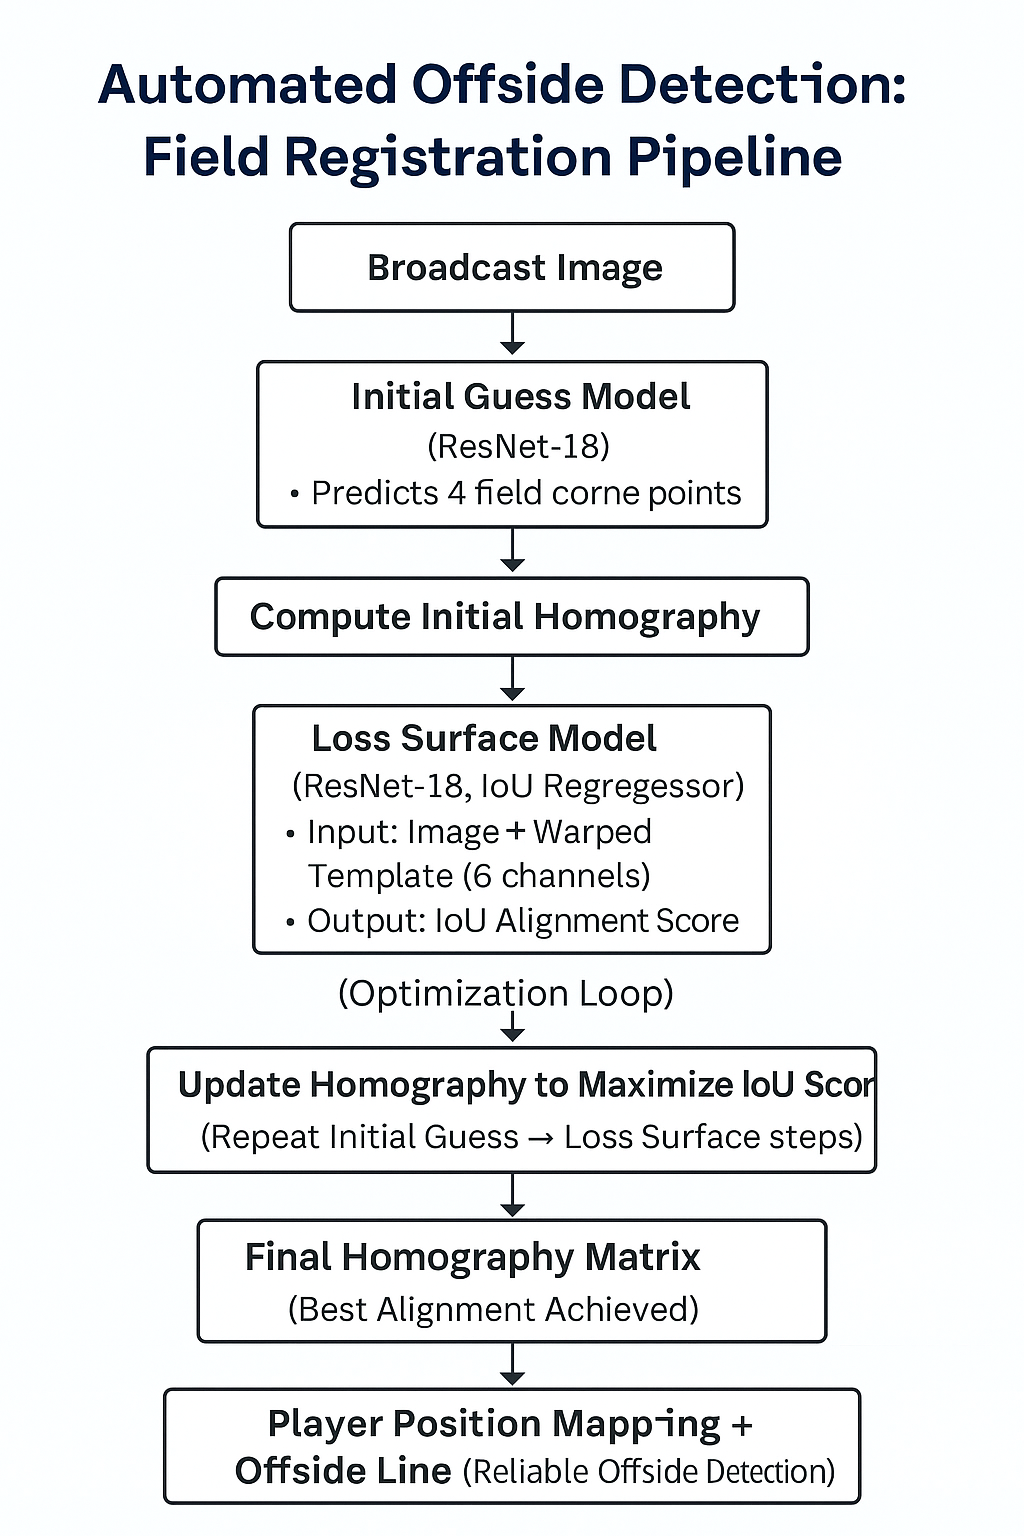 Automated Offside Detection:
Field Registration Pipeline
Broadcast Image
Initial Guess Model
(ResNet-18)
• Predicts 4 field corne points
Compute Initial Homography
Loss Surface Model
(ResNet-18, IoU Regregessor)
• Input: Image + Warped
Template (6 channels)
• Output: IoU Alignment Score
(Optimization Loop)
Update Homography to Maximize IoU Scor
(Repeat Initial Guess → Loss Surface steps)
Final Homography Matrix
(Best Alignment Achieved)
Player Position Mapping +
Offside Line (Reliable Offside Detection)